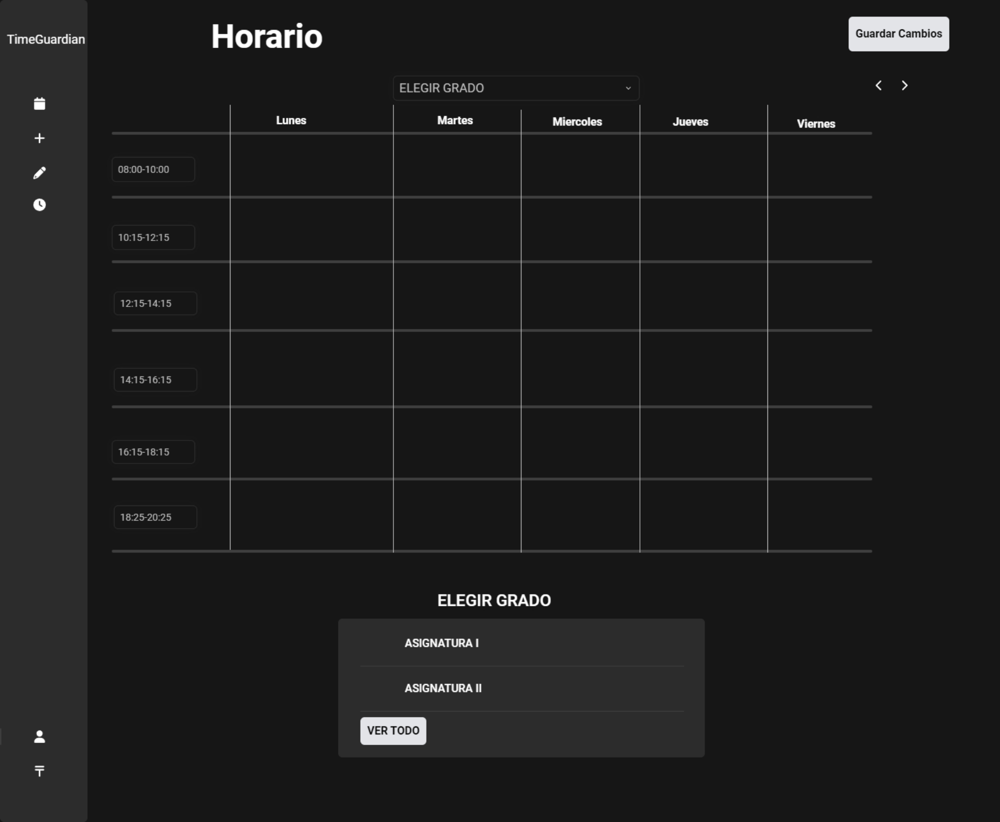 TimeGuardian
Horario
Guardar Cambios
ELEGIR GRADO
Lunes
Martes
Miercoles
Jueves
Viernes
08:00-10:00
10:15-12:15
12:15-14:15
14:15-16:15
16:15-18:15
18:25-20:25
ELEGIR GRADO
ASIGNATURA I
ASIGNATURA II
VER TODO